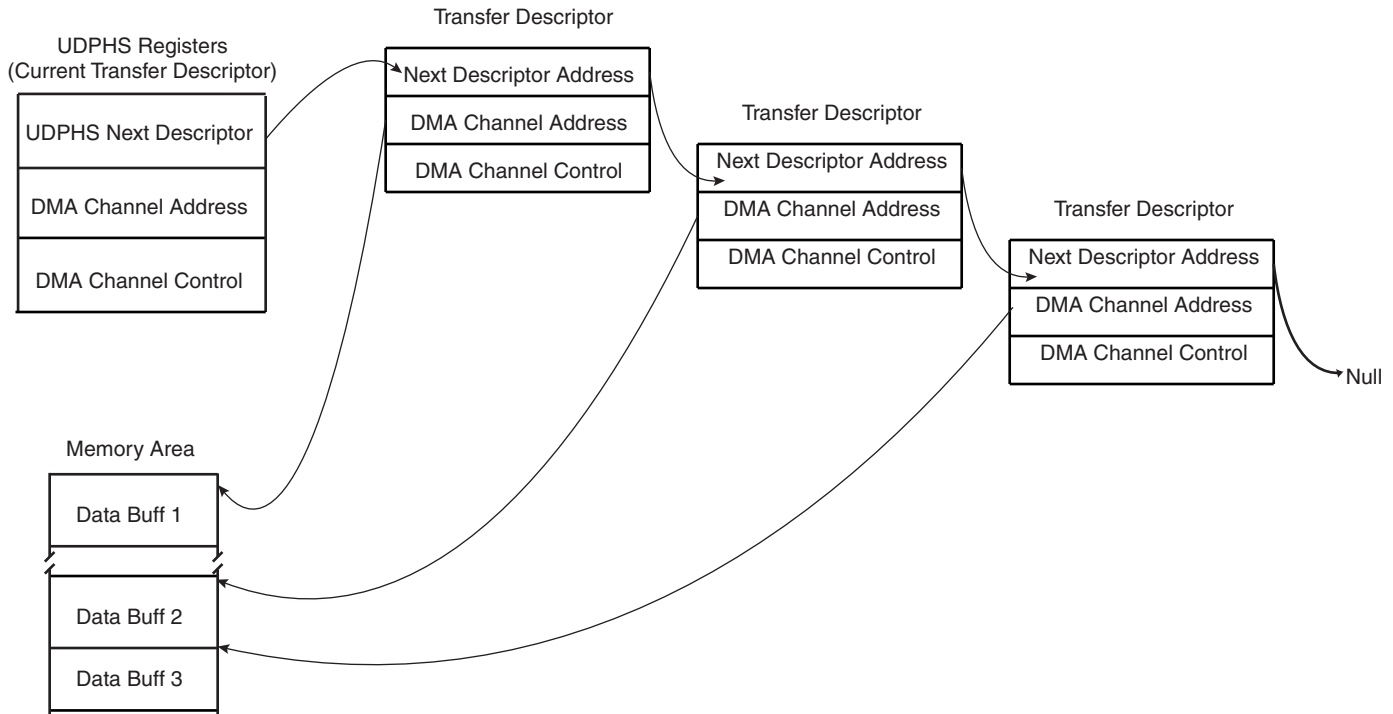 Transfer Descriptor
UDPHS Registers
(Current Transfer Descriptor)
Next Descriptor Address
DMA Channel Address
DMA Channel Control
UDPHS Next Descriptor
DMA Channel Address
DMA Channel Control
Transfer Descriptor
Next Descriptor Address
DMA Channel Address
DMA Channel Control
Transfer Descriptor
Next Descriptor Address
DMA Channel Address
DMA Channel Control
Null
Memory Area
Data Buff 1
Data Buff 2
Data Buff 3